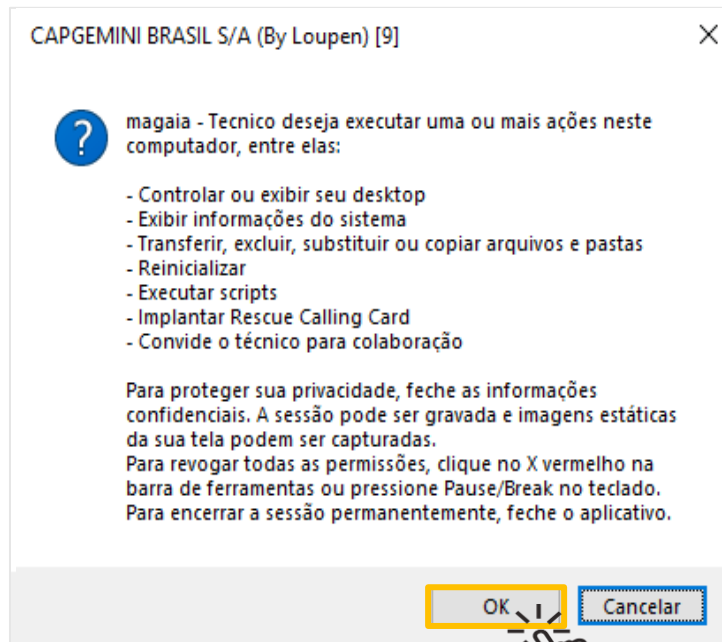 CAPGEMINI BRASIL S/A (By Loupen) [9]
magaia - Tecnico deseja executar uma ou mais ações neste
computador, entre elas:
- Controlar ou exibir seu desktop
- Exibir informações do sistema
- Transferir, excluir, substituir ou copiar arquivos e pastas
- Reinicializar
- Executar scripts
- Implantar Rescue Calling Card
- Convide o técnico para colaboração
Para proteger sua privacidade, feche as informações
confidenciais. A sessão pode ser gravada e imagens estáticas
da sua tela podem ser capturadas.
Para revogar todas as permissões, clique no X vermelho na
barra de ferramentas ou pressione Pause/Break no teclado.
Para encerrar a sessão permanentemente, feche o aplicativo.
OK Cancelar